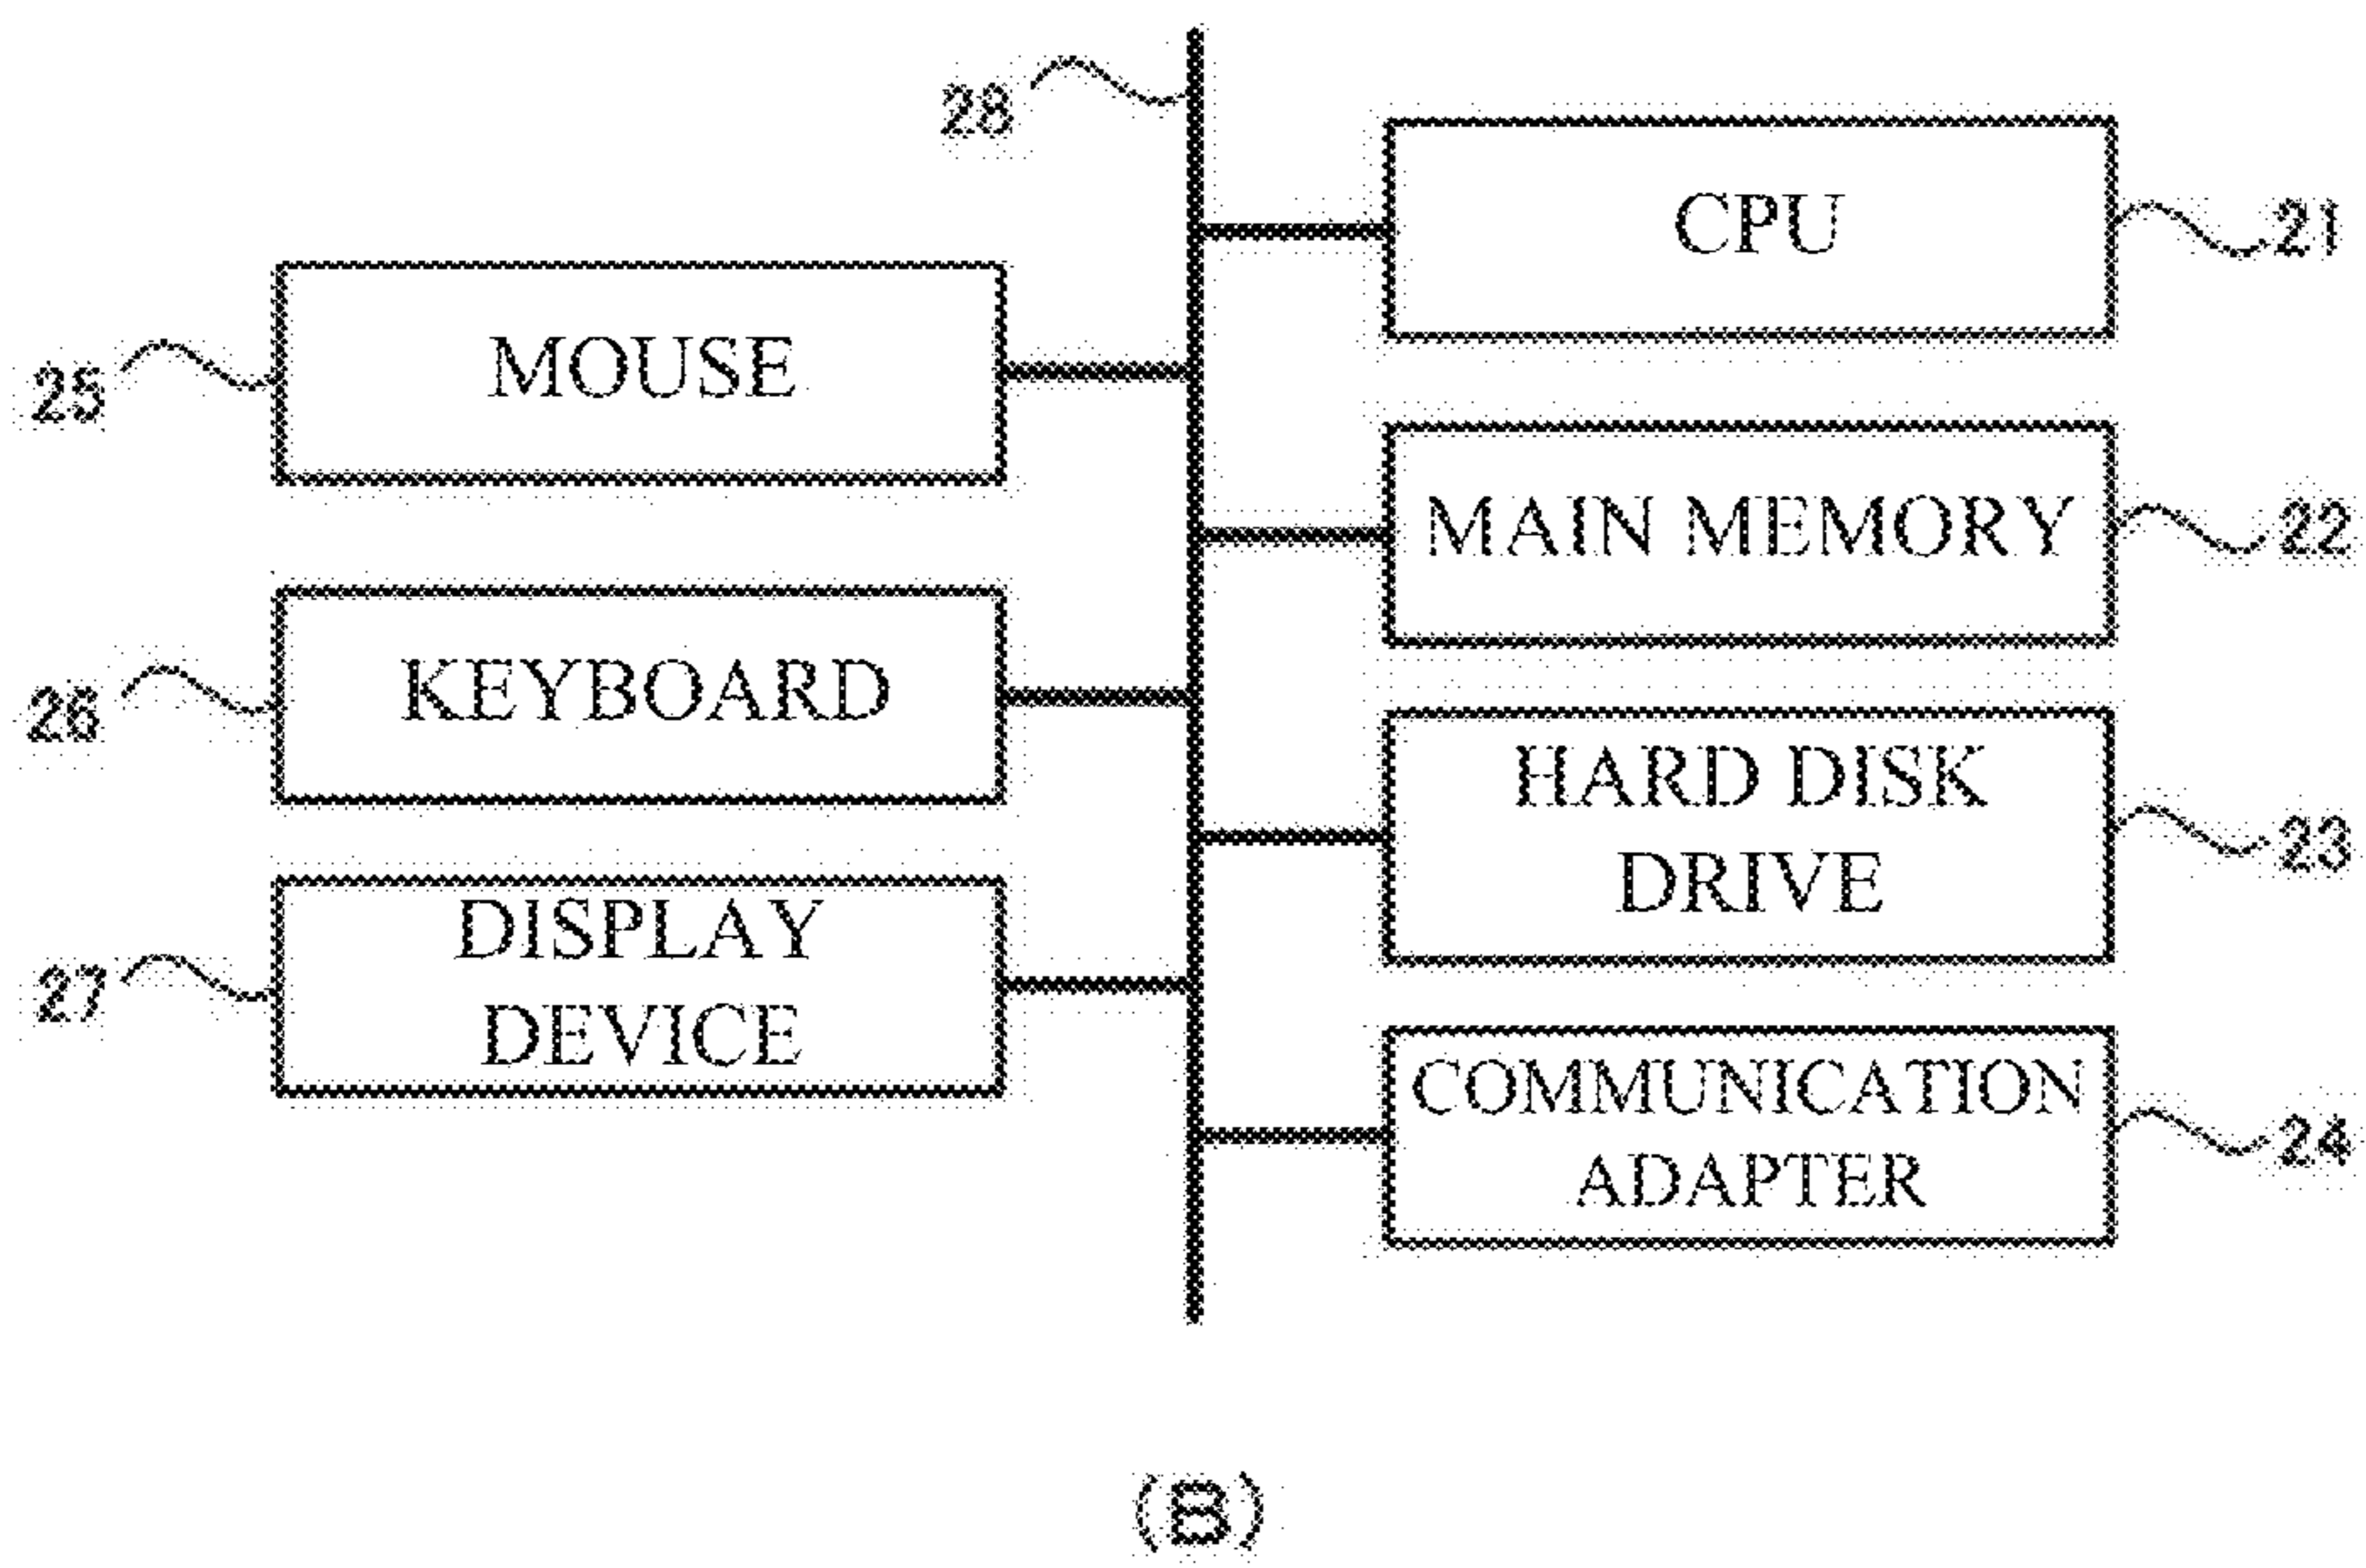 28
CPU
21
MOUSE
25
MAIN MEMORY
22
KEYBOARD
26
HARD DISK
DRIVE
23
DISPLAY
DEVICE
27
COMMUNICATION
ADAPTER
24
(B)